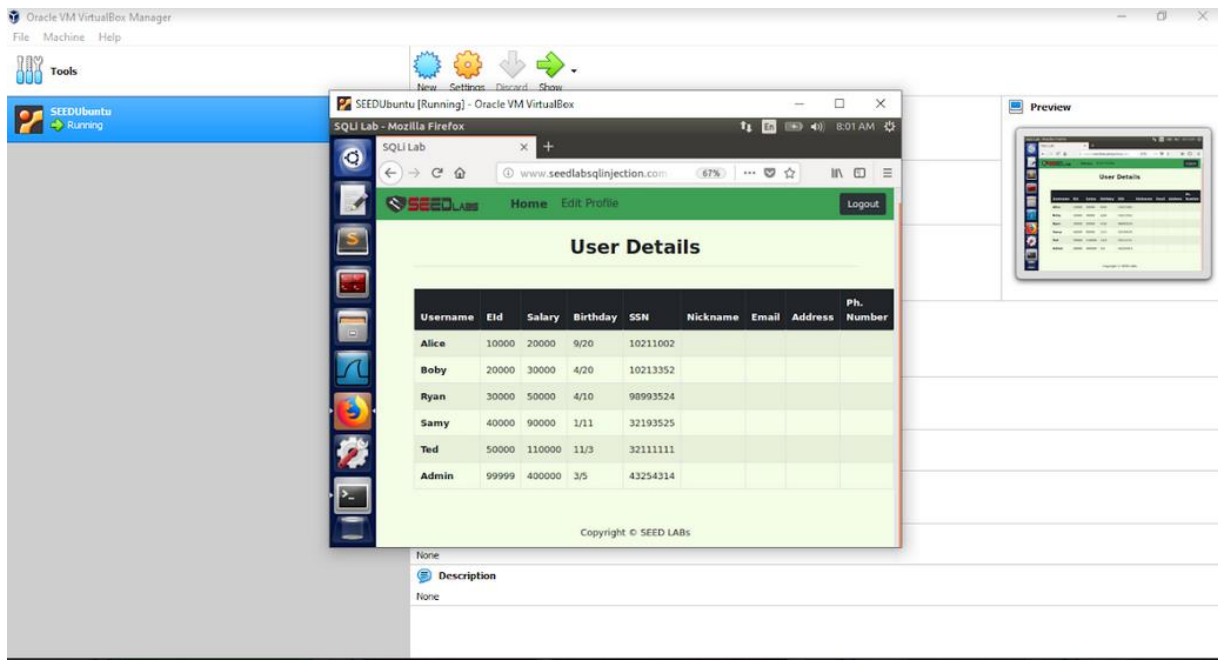 Oracle VM VirtualBox Manager
File Machine Help
Tools
New Settings Discard Show
SEEDUbuntu
Running
Preview
SEEDUbuntu [Running] - Oracle VM VirtualBox
SQLi Lab - Mozilla Firefox
En
8:01 AM
SQLi Lab
www.seedlabsqlinjection.com
67%
SEEDLABS
Home Edit Profile
Logout
User Details
Username EId Salary Birthday SSN Nickname Email Address Ph. Number
Alice 10000 20000 9/20 10211002
Boby 20000 30000 4/20 10213352
Ryan 30000 50000 4/10 98993524
Samy 40000 90000 1/11 32193525
Ted 50000 110000 11/3 32111111
Admin 99999 400000 3/5 43254314
Copyright © SEED LABs
None
Description
None